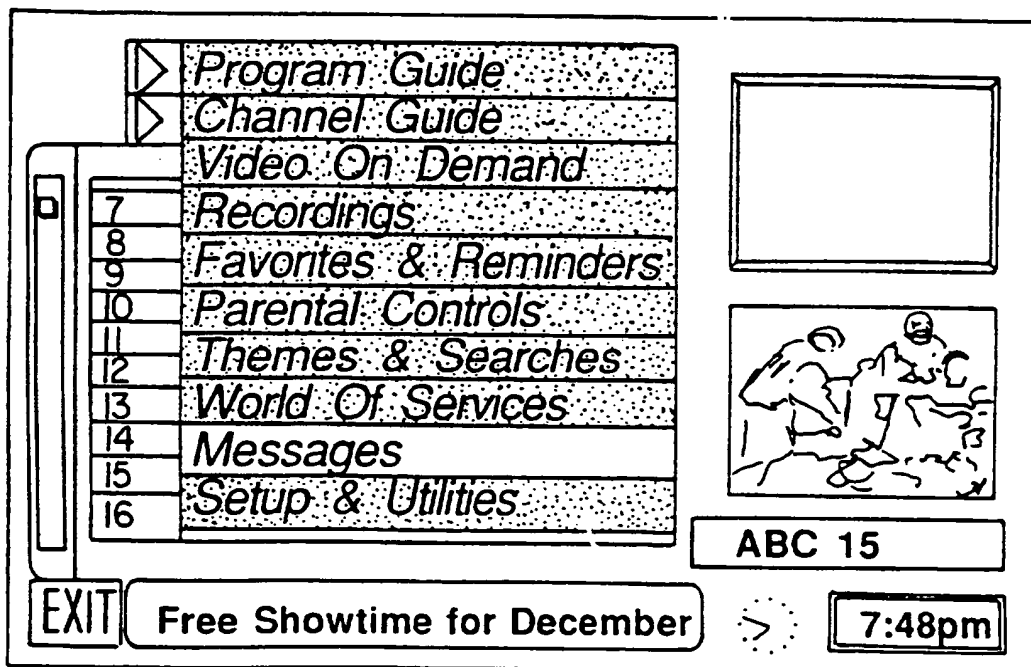 Program Guide
Channel Guide
Video On Demand
7 Recordings
8
Favorites & Reminders
9
10 Parental Controls
11
Themes & Searches
12
13 World Of Services
14
Messages
15
Setup & Utilities
16
ABC 15
EXIT Free Showtime for December 7:48pm